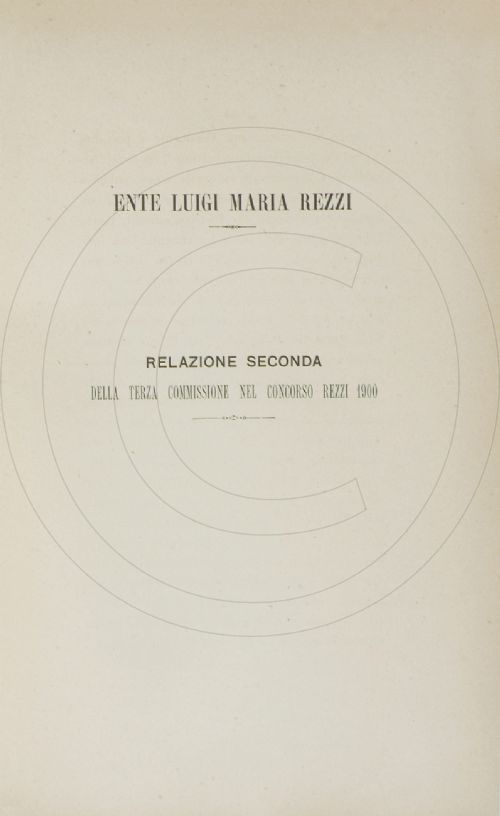 ENTE LUIGI MARIA REZZI
RELAZIONE SECONDA
DELLA TERZA COMMISSIONE NEL CONCORSO REZZI 1900